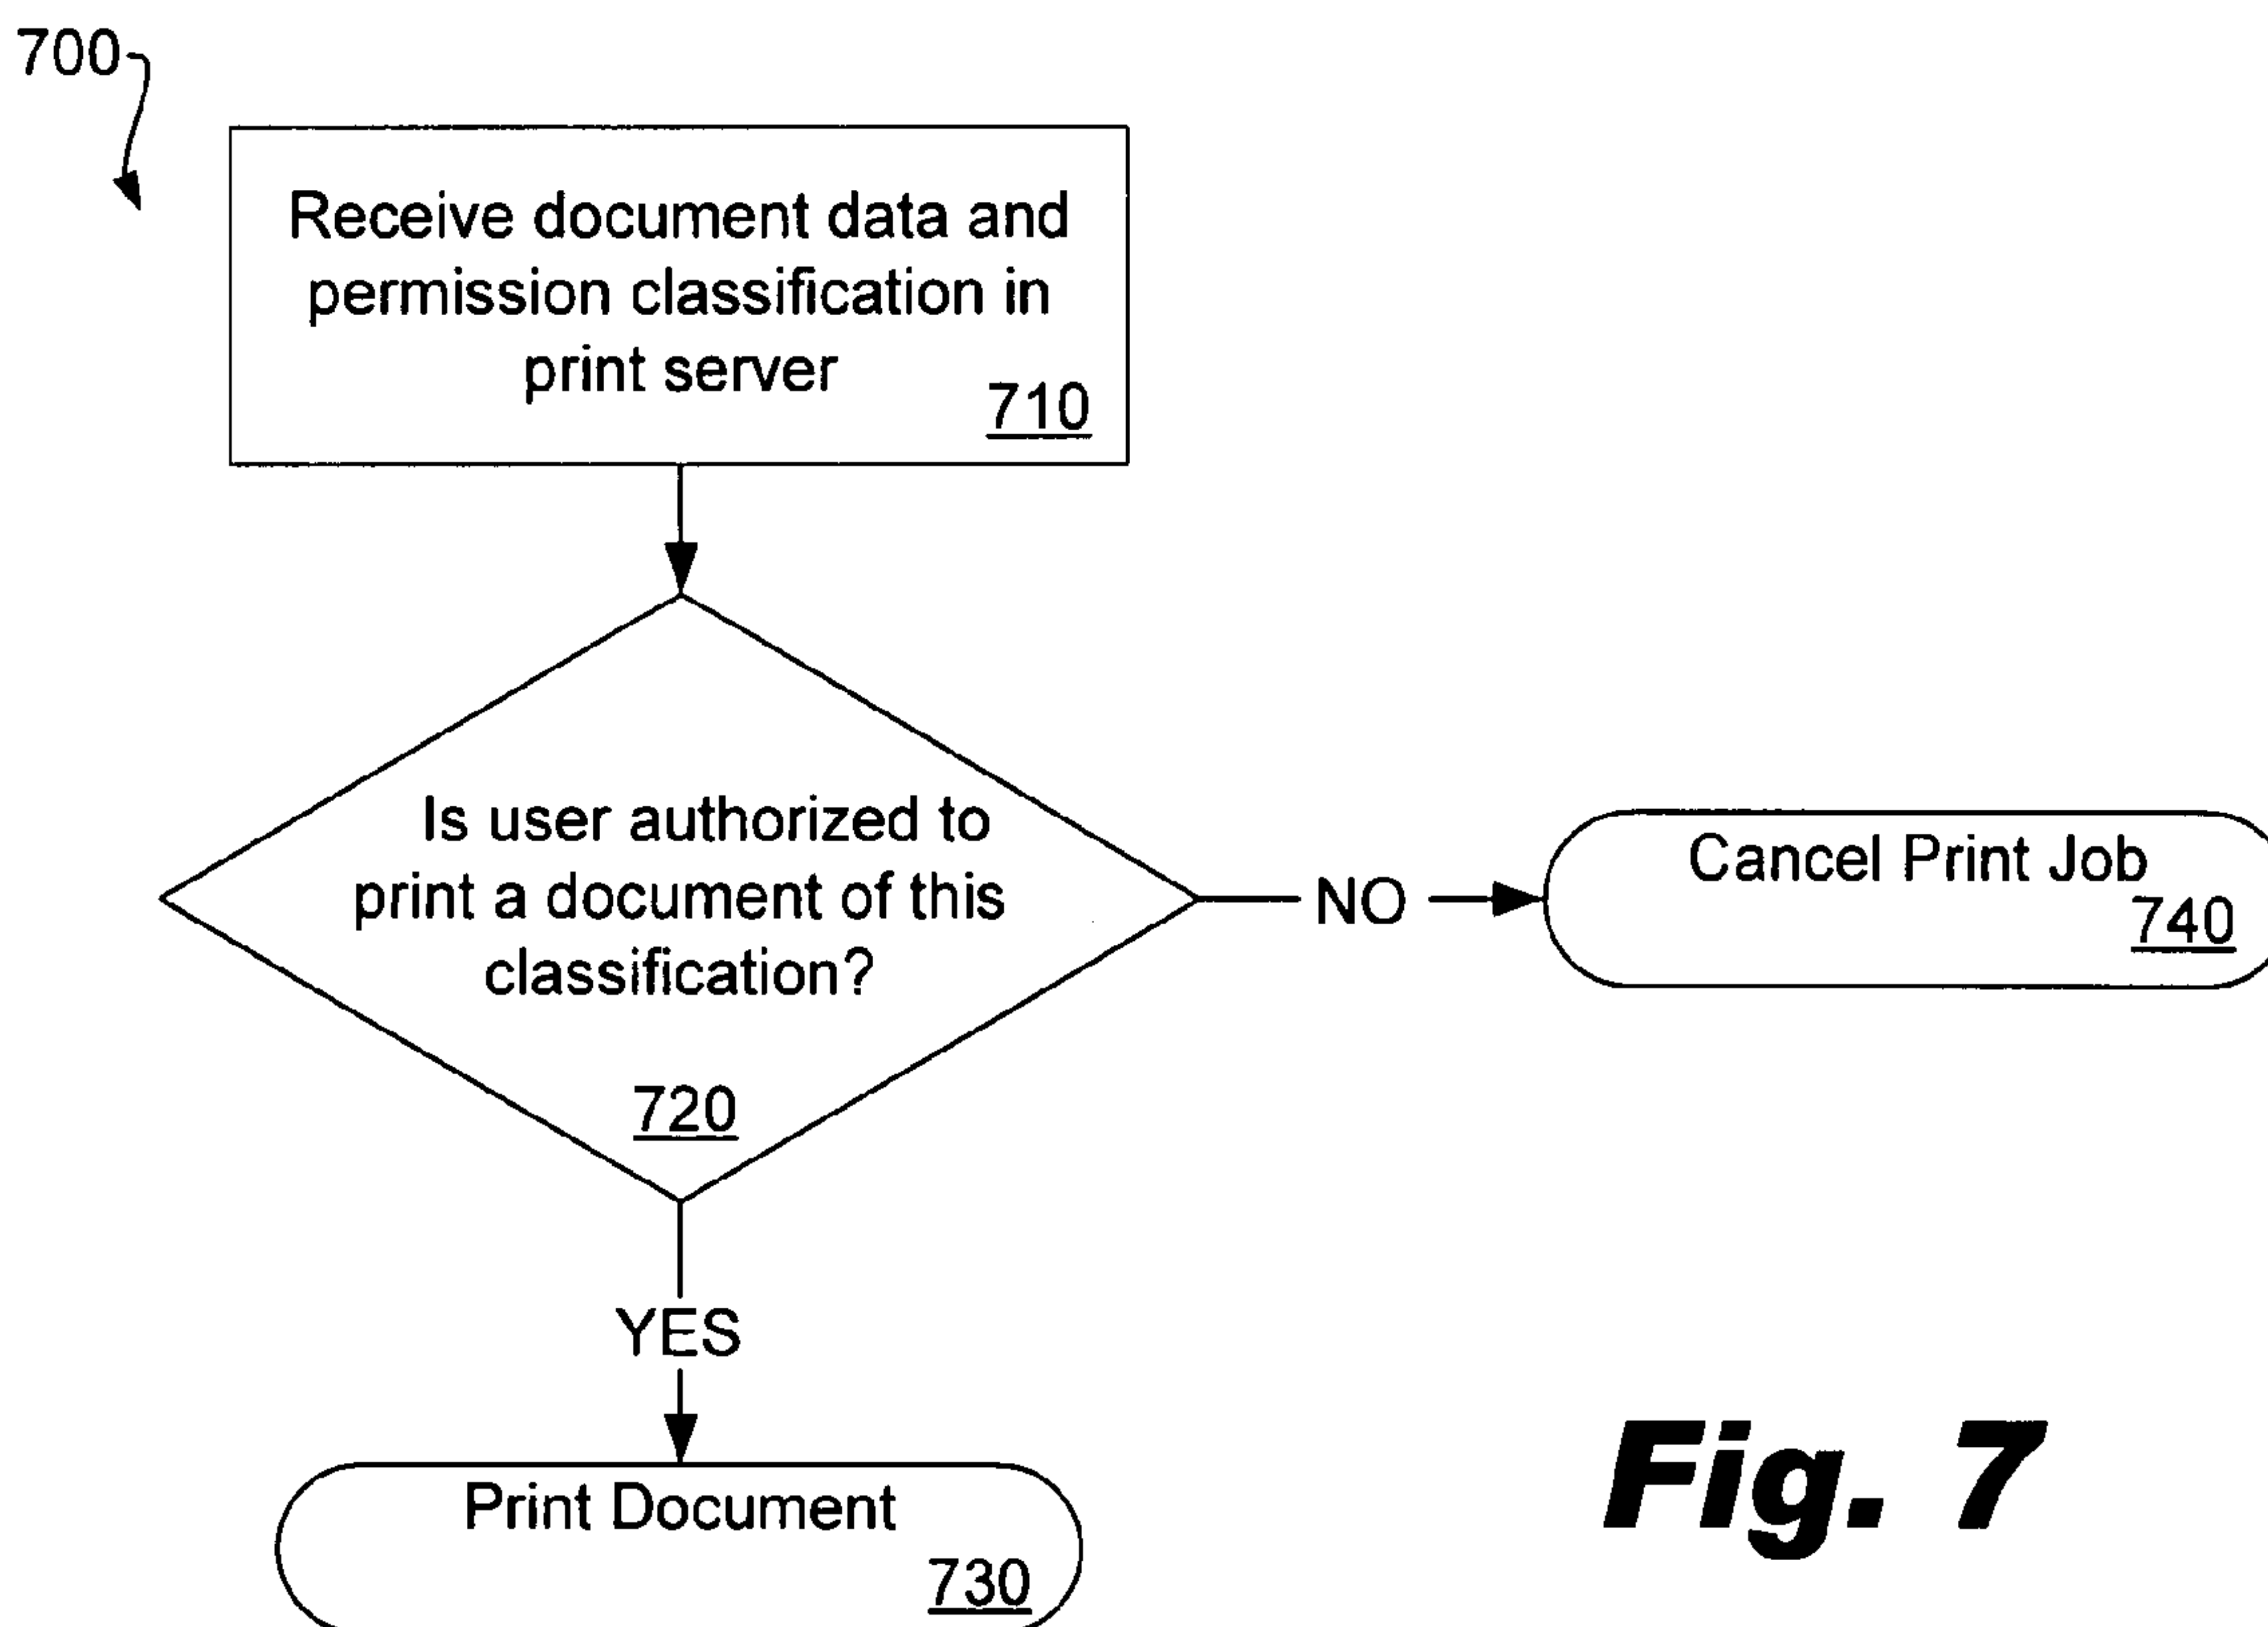 700
Receive document data and
permission classification in
print server
710
Is user authorized to
print a document of this
classification?
720
NO
Cancel Print Job
740
YES
Print Document
730
Fig. 7